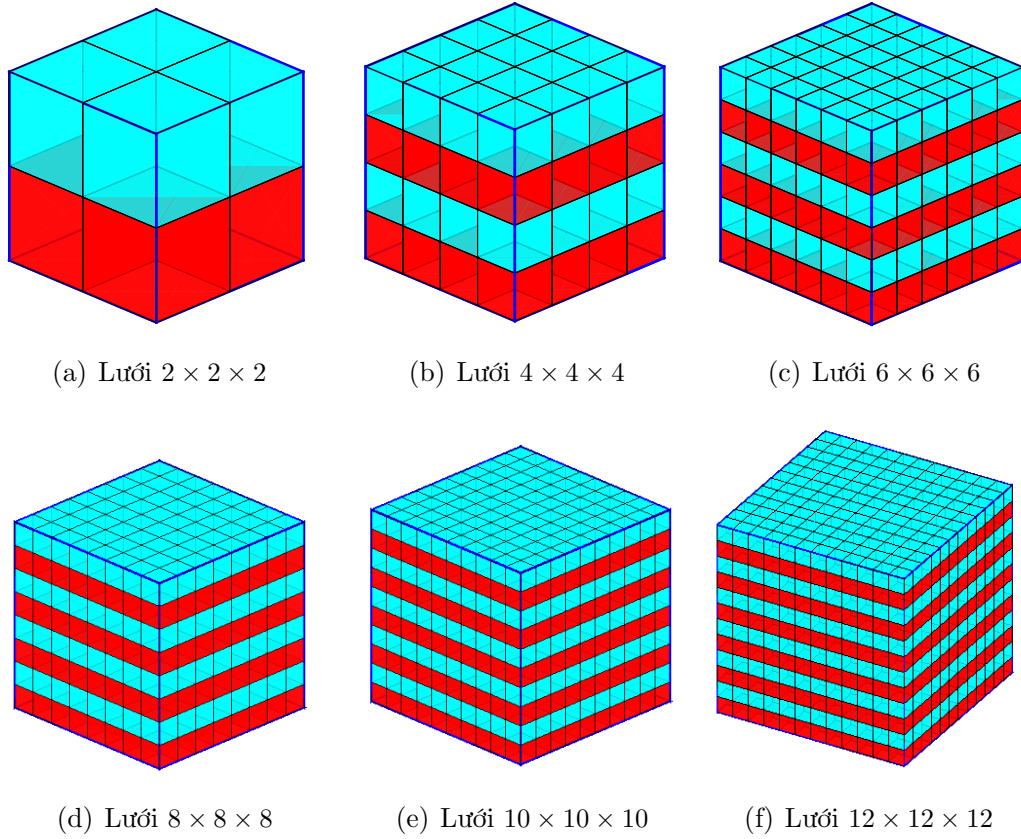 (a) Lưới 2 × 2 × 2
(b) Lưới 4 × 4 × 4
(c) Lưới 6 × 6 × 6
(d) Lưới 8 × 8 × 8
(e) Lưới 10 × 10 × 10
(f) Lưới 12 × 12 × 12